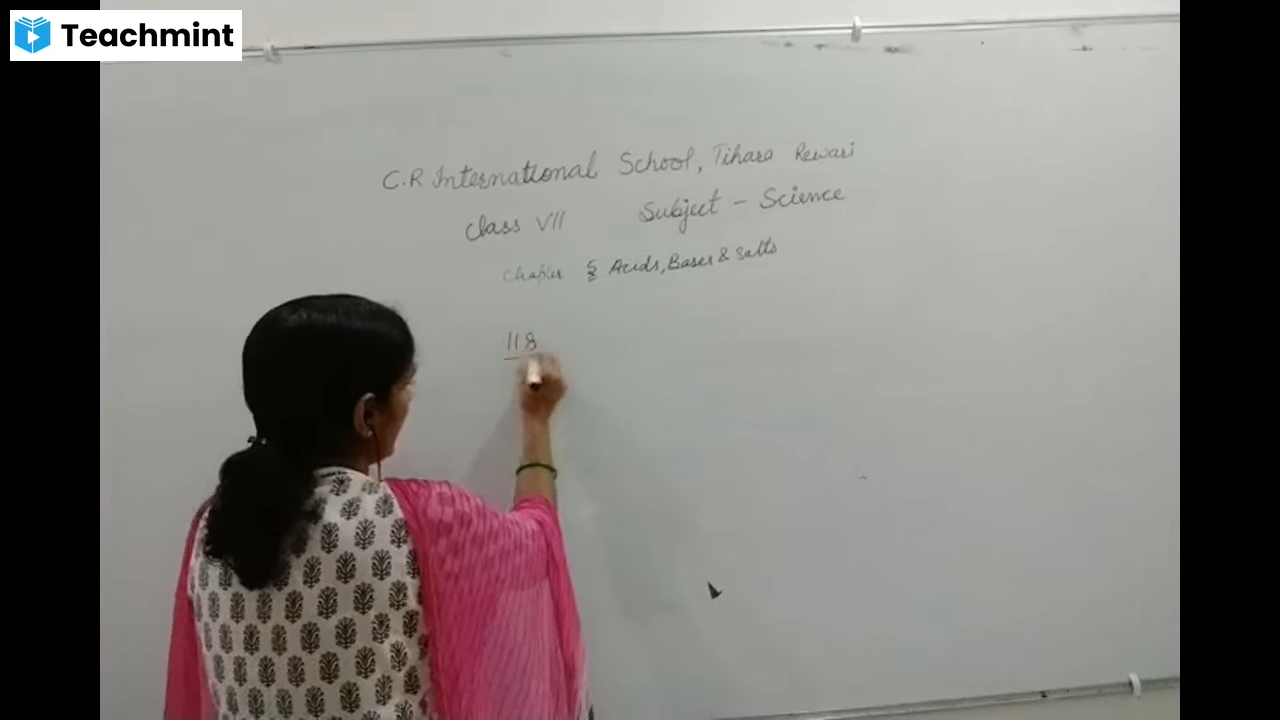 Teachmint
C.R International School, Tihara Rewari
Class VII Subject - Science
Chapter 5 Acids, Bases & Salts
118